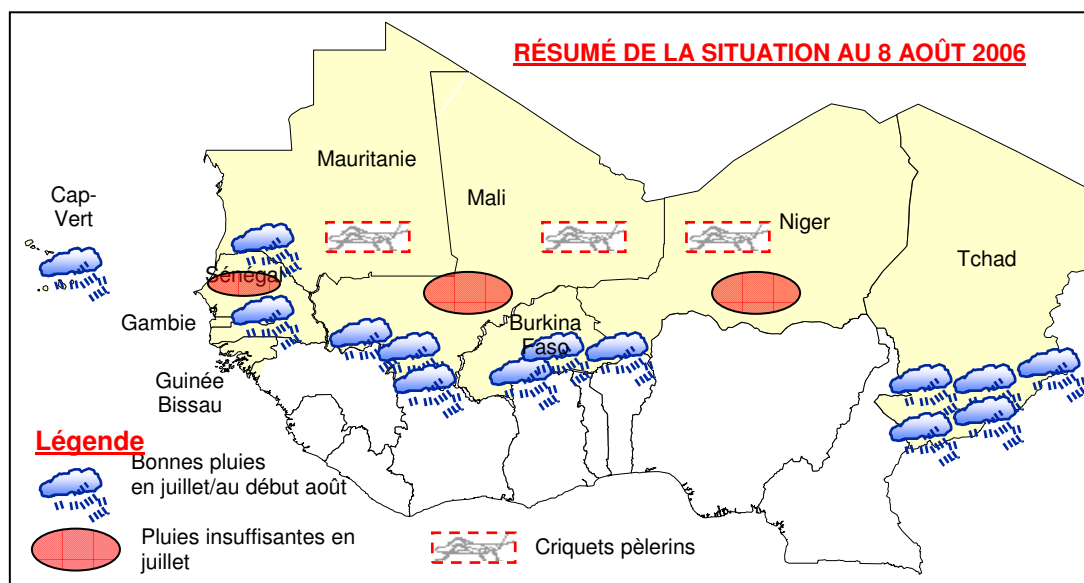 RÉSUMÉ DE LA SITUATION AU 8 AOÛT 2006
Mauritanie
Cap-
Vert
Mali
Niger
Tchad
Sénégal
Gambie
Burkina
Faso
Guinée
Bissau
Légende
Bonnes pluies
en juillet/au début août
Pluies insuffisantes en
juillet
Criquets pèlerins